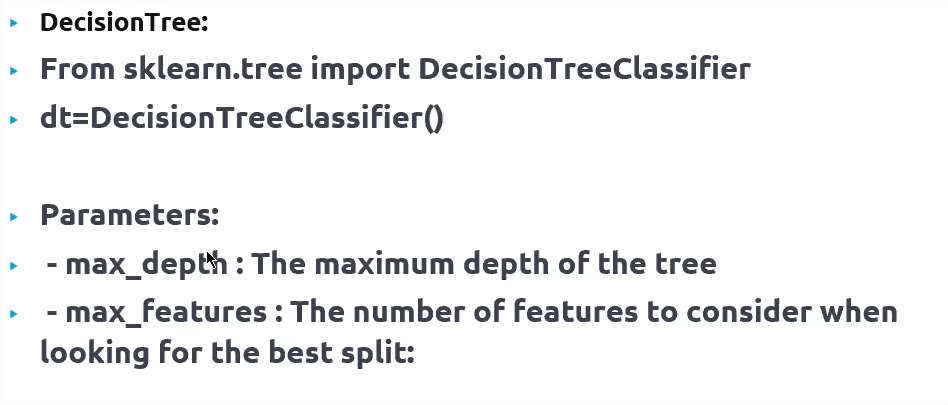 DecisionTree:
From sklearn.tree import DecisionTreeClassifier
dt=DecisionTreeClassifier()
Parameters:
- max_depth : The maximum depth of the tree
- max_features : The number of features to consider when
looking for the best split: